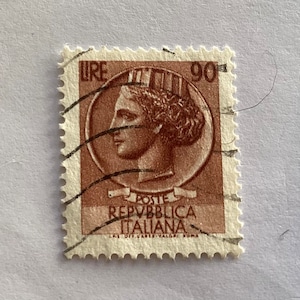 LIRE 90
POSTE
REPVBBLICA
ITALIANA